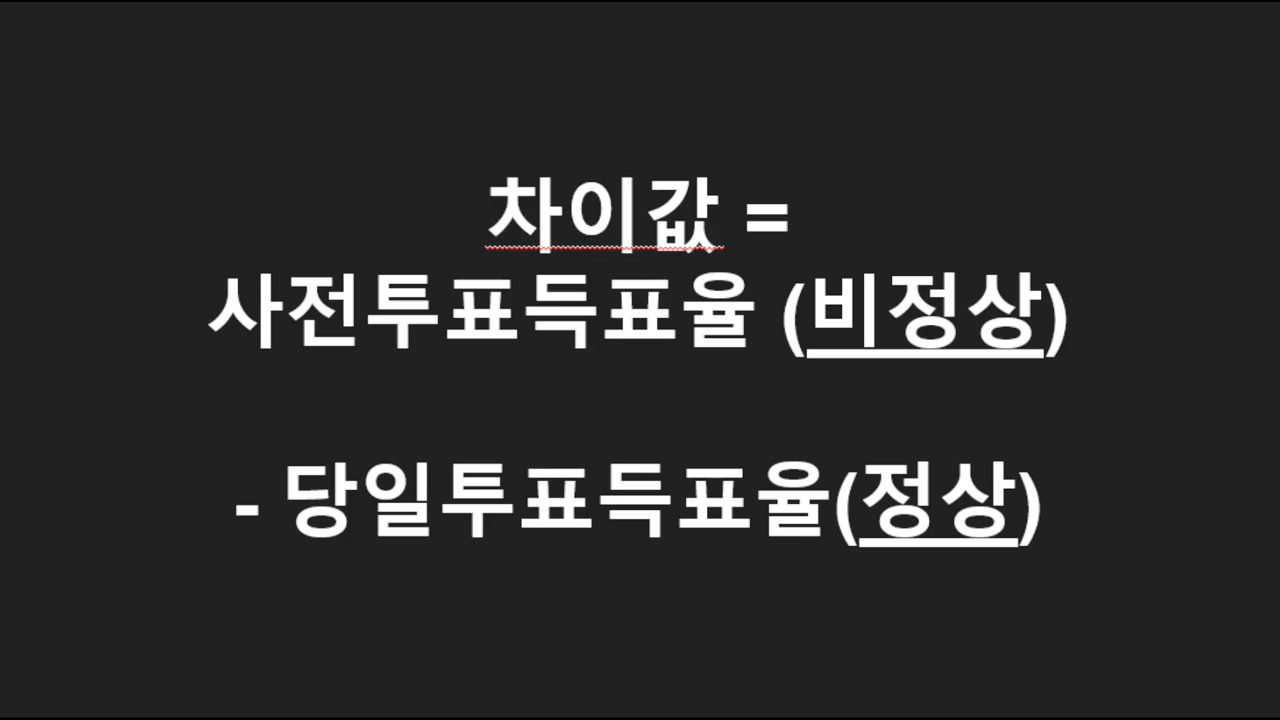 차이값 =
사전투표득표율 (비정상)
- 당일투표득표율(정상)